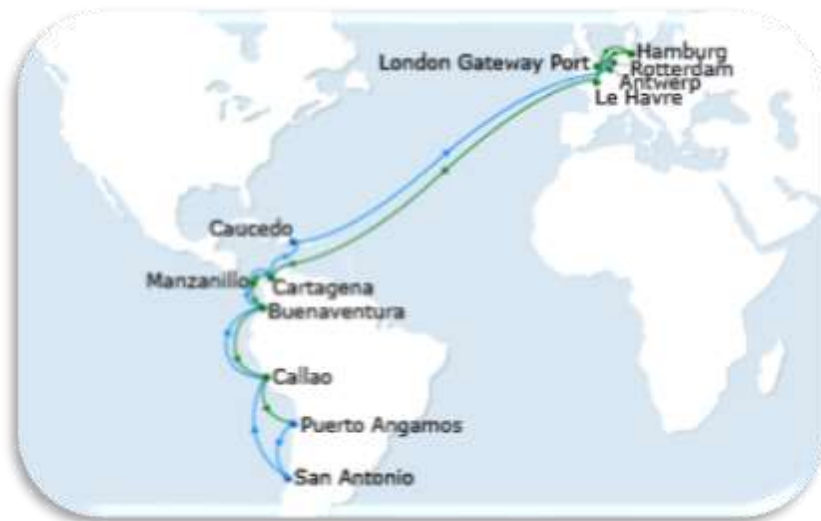 Hamburg
London Gateway Port
Rotterdam
Antwerp
Le Havre
Caucedo
Manzanillo
Cartagena
Buenaventura
Callao
Puerto Angamos
San Antonio